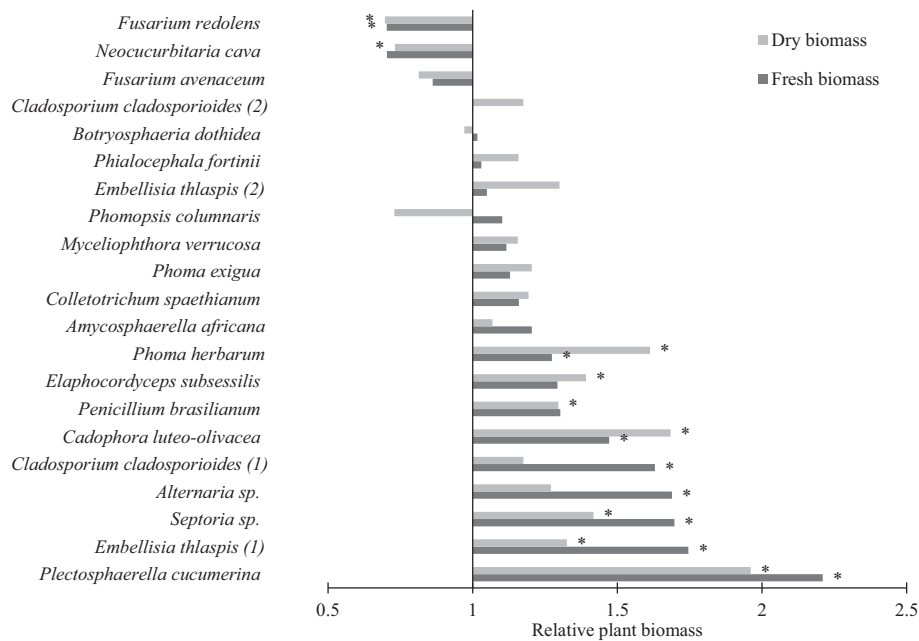 Fusarium redolens * *
Neocucurbitaria cava *
Fusarium avenaceum
Cladosporium cladosporioides (2)
Botryosphaeria dothidea
Phialocephala fortinii
Embellisia thlaspis (2)
Phomopsis columnaris
Myceliophthora verrucosa
Phoma exigua
Colletotrichum spaethianum
Amycosphaerella africana
Phoma herbarum * *
Elaphocordyceps subsessilis *
Penicillium brasilianum *
Cadophora luteo-olivacea * *
Cladosporium cladosporioides (1) *
Alternaria sp. *
Septoria sp. * *
Embellisia thlaspis (1) * *
Plectosphaerella cucumerina * *
Dry biomass
Fresh biomass
0.5 1 1.5 2 2.5
Relative plant biomass